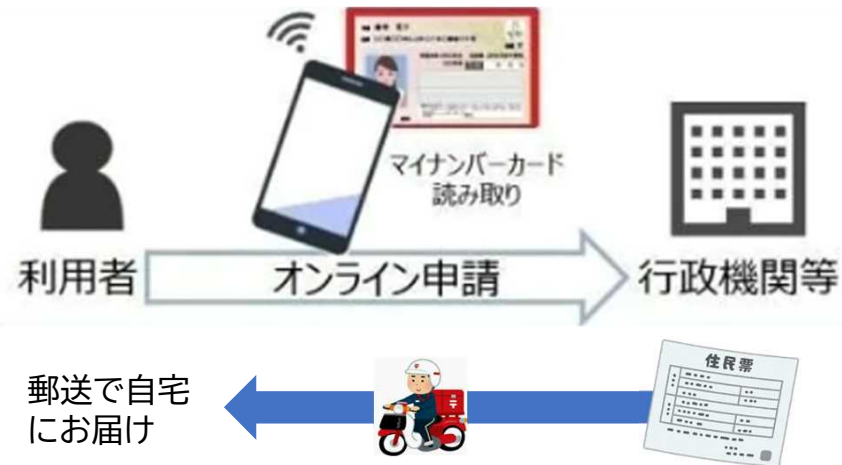 マイナンバーカード
読み取り
利用者
オンライン申請
行政機関等
住民票
郵送で自宅
にお届け